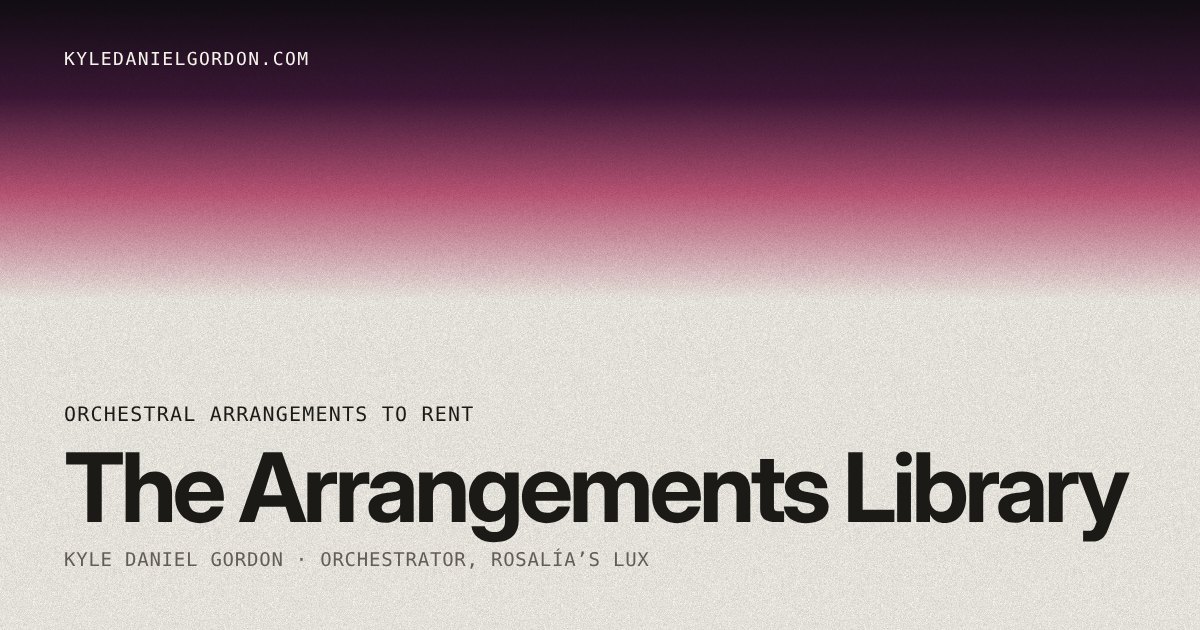 KYLEDANIELGORDON.COM
ORCHESTRAL ARRANGEMENTS TO RENT
The Arrangements Library
KYLE DANIEL GORDON · ORCHESTRATOR, ROSALÍA’S LUX